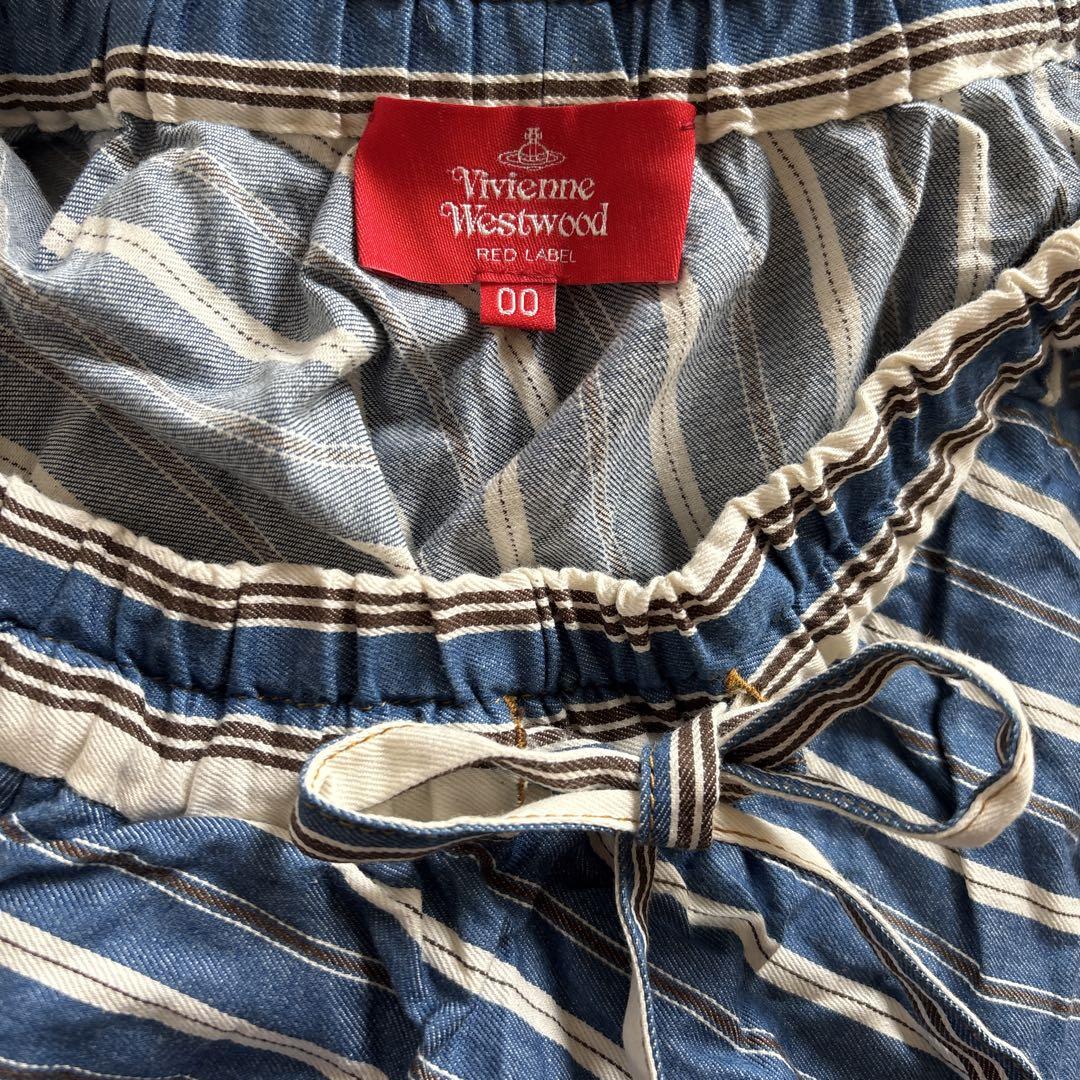 Vivienne
Westwood
RED LABEL
00